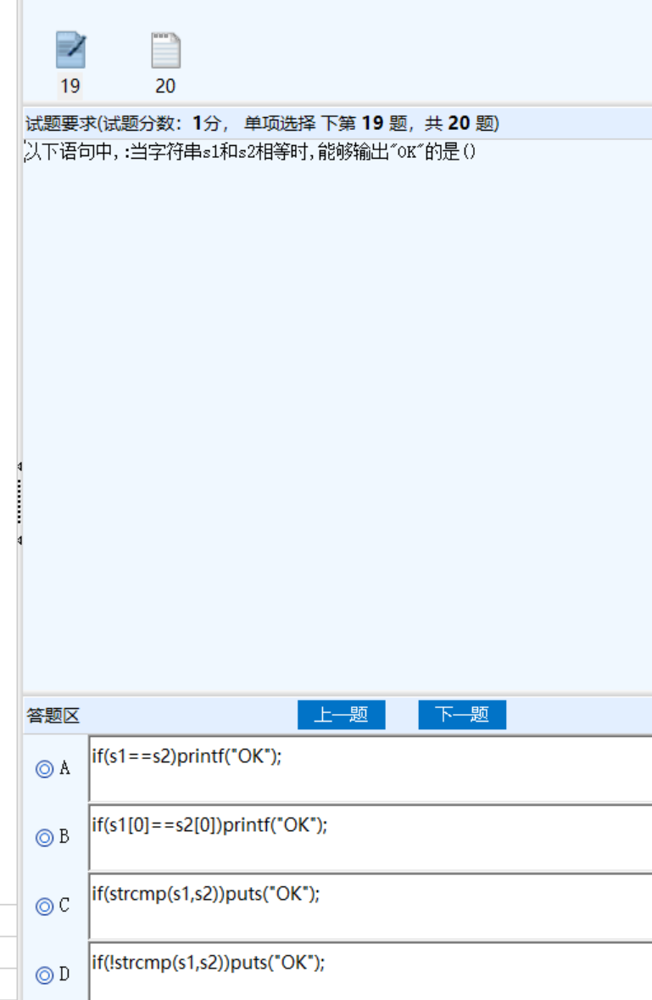 19 20
试题要求(试题分数：1分， 单项选择 下第 19 题，共 20 题)
以下语句中,:当字符串s1和s2相等时,能够输出"OK"的是()
答题区 上一题 下一题
A if(s1==s2)printf("OK");
B if(s1[0]==s2[0])printf("OK");
C if(strcmp(s1,s2))puts("OK");
D if(!strcmp(s1,s2))puts("OK");